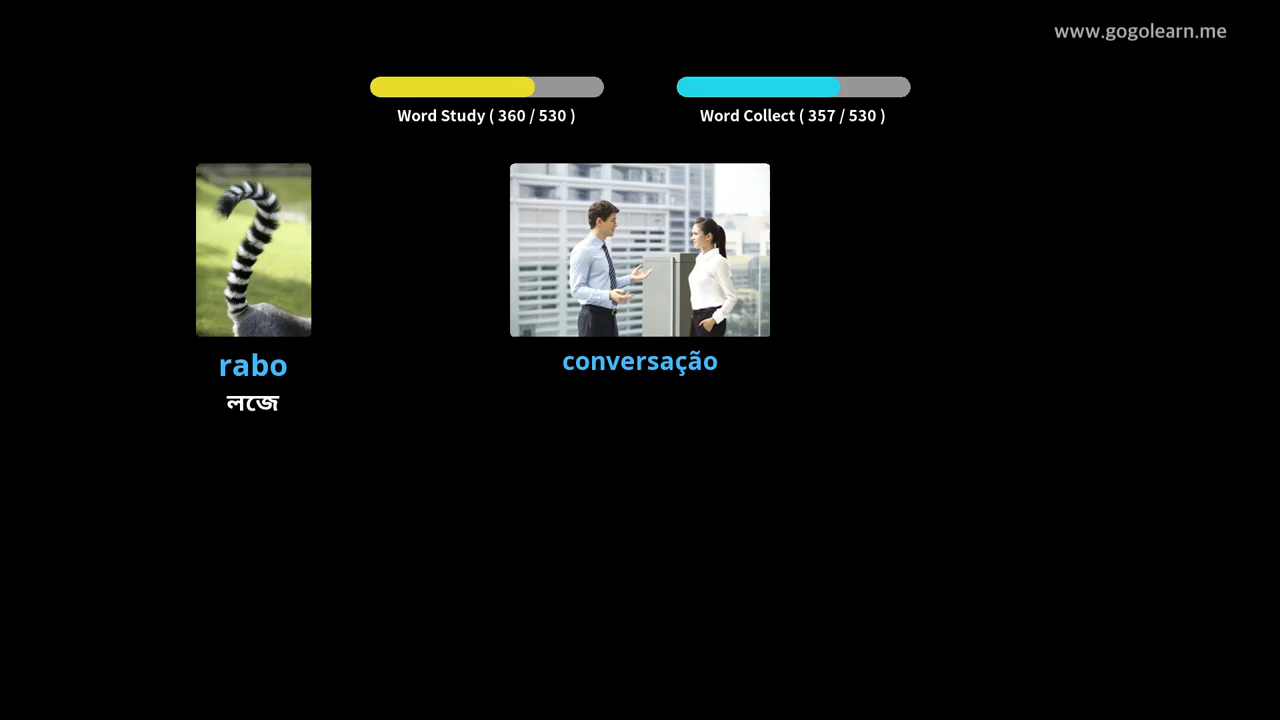 www.gogolearn.me
Word Study ( 360 / 530 )
Word Collect ( 357 / 530 )
rabo
লেজ
conversação